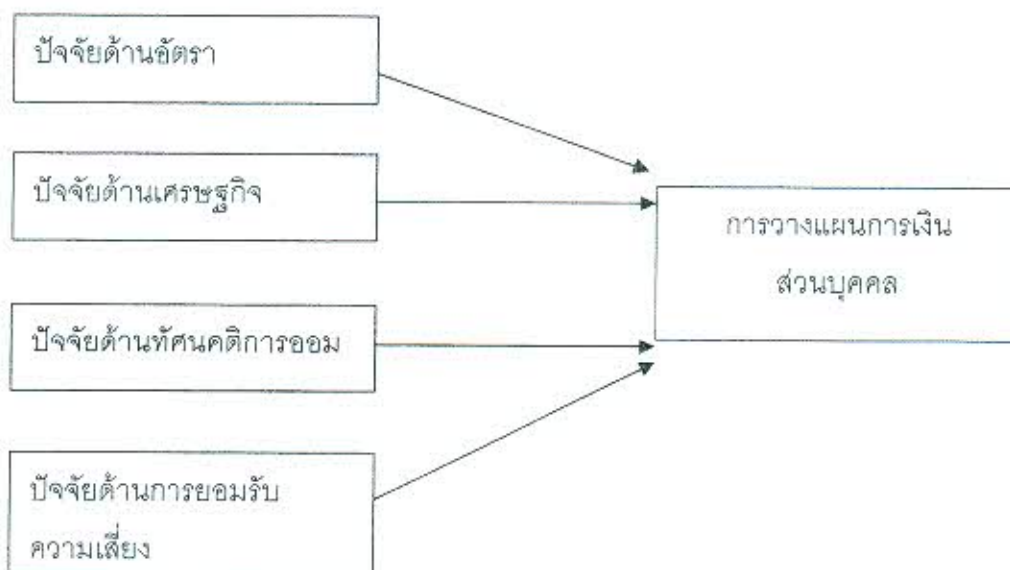 ปัจจัยด้านอัตรา
ปัจจัยด้านเศรษฐกิจ
การวางแผนการเงิน
ส่วนบุคคล
ปัจจัยด้านทัศนคติการออม
ปัจจัยด้านการยอมรับ
ความเสี่ยง